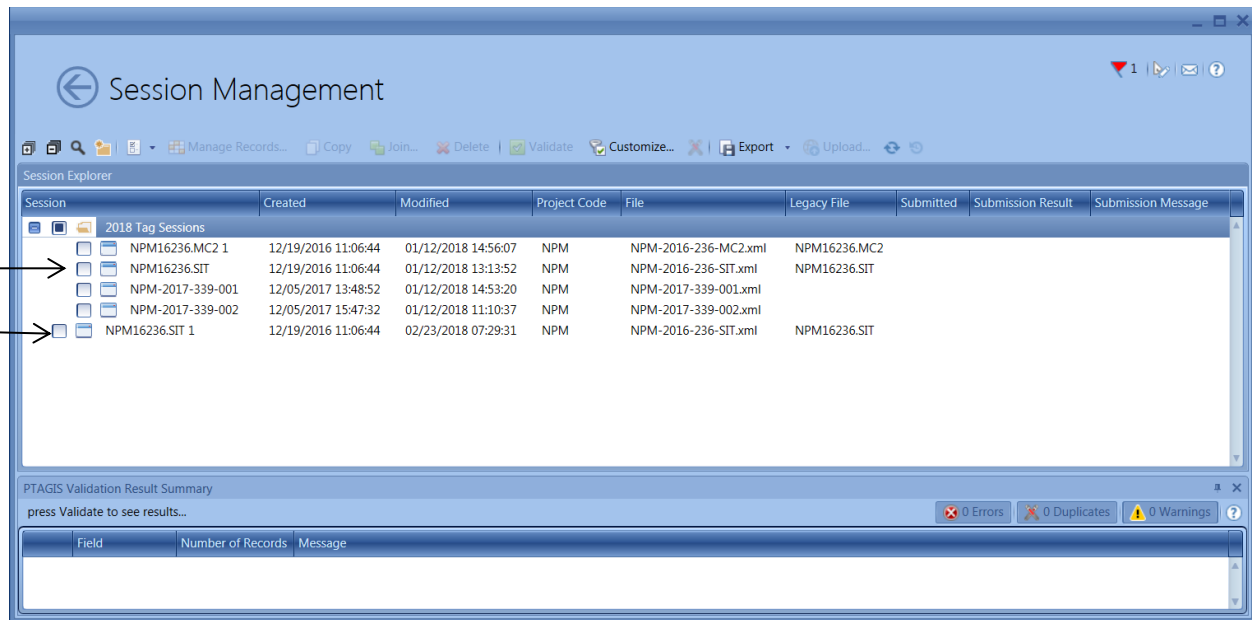 1
Session Management
Manage Records... Copy Join... Delete Validate Customize... Export Upload...
Session Explorer
Session Created Modified Project Code File Legacy File Submitted Submission Result Submission Message
2018 Tag Sessions
NPM16236.MC2 1 12/19/2016 11:06:44 01/12/2018 14:56:07 NPM NPM-2016-236-MC2.xml NPM16236.MC2
NPM16236.SIT 12/19/2016 11:06:44 01/12/2018 13:13:52 NPM NPM-2016-236-SIT.xml NPM16236.SIT
NPM-2017-339-001 12/05/2017 13:48:52 01/12/2018 14:53:20 NPM NPM-2017-339-001.xml
NPM-2017-339-002 12/05/2017 15:47:32 01/12/2018 11:10:37 NPM NPM-2017-339-002.xml
NPM16236.SIT 1 12/19/2016 11:06:44 02/23/2018 07:29:31 NPM NPM-2016-236-SIT.xml NPM16236.SIT
PTAGIS Validation Result Summary
press Validate to see results... 0 Errors 0 Duplicates 0 Warnings ?
Field Number of Records Message